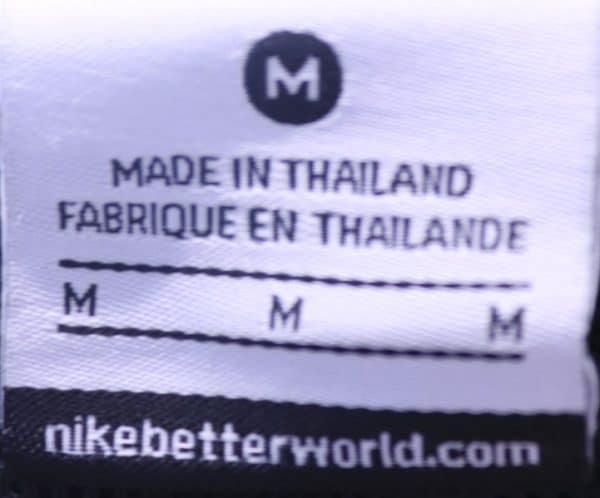 M
MADE IN THAILAND
FABRIQUE EN THAILANDE
M M M
nikebetterworld.com